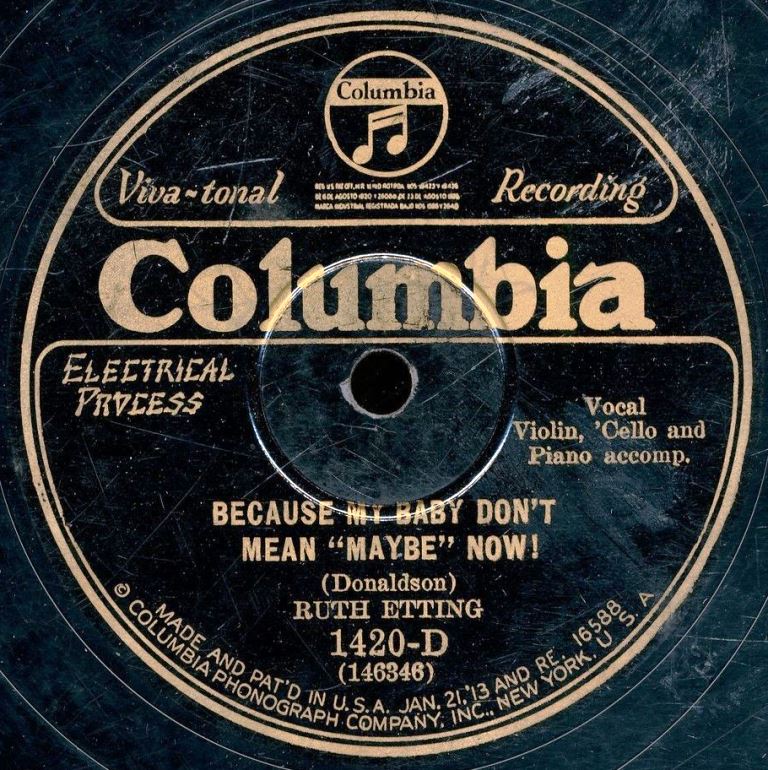 Columbia
Viva-tonal
Recording
Columbia
ELECTRICAL
PROCESS
Vocal
Violin, 'Cello and
Piano accomp.
BECAUSE MY BABY DON'T
MEAN "MAYBE" NOW!
(Donaldson)
RUTH ETTING
1420-D
(146346)
MADE AND PAT'D IN U.S.A. JAN. 21,'13 AND RE. 16588
© COLUMBIA PHONOGRAPH COMPANY, INC., NEW YORK, U S A